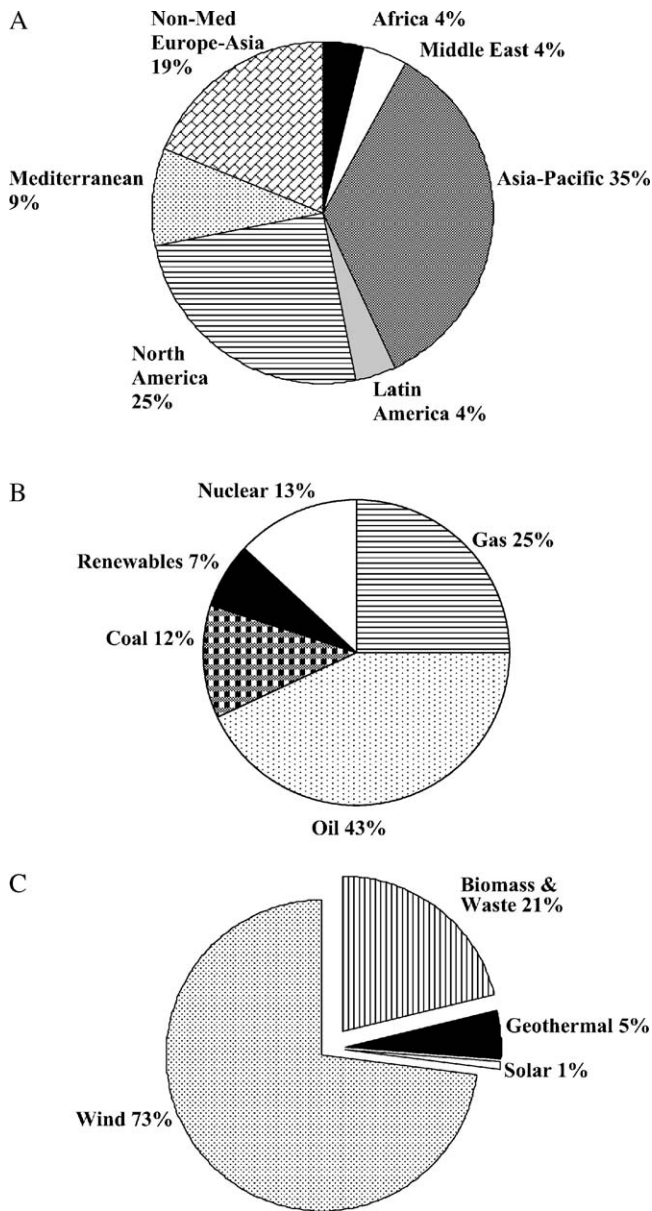 A
Non-Med
Europe-Asia
19%
Africa 4%
Middle East 4%
Mediterranean
9%
Asia-Pacific 35%
North
America
25%
Latin
America 4%
B
Nuclear 13%
Gas 25%
Renewables 7%
Coal 12%
Oil 43%
C
Biomass &
Waste 21%
Geothermal 5%
Solar 1%
Wind 73%